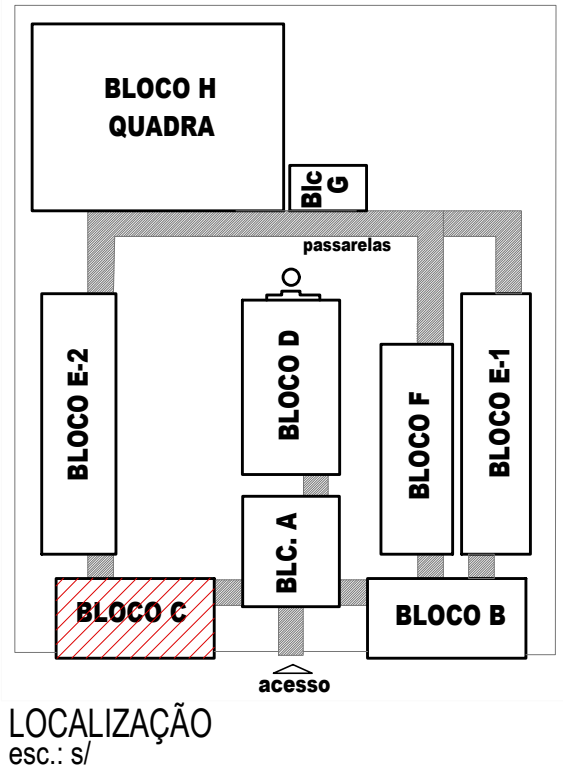 BLOCO H
QUADRA
Blc
G
passarelas
BLOCO E-2
BLOCO D
BLOCO F
BLOCO E-1
BLC. A
BLOCO C
BLOCO B
acesso
LOCALIZAÇÃO
esc.: s/